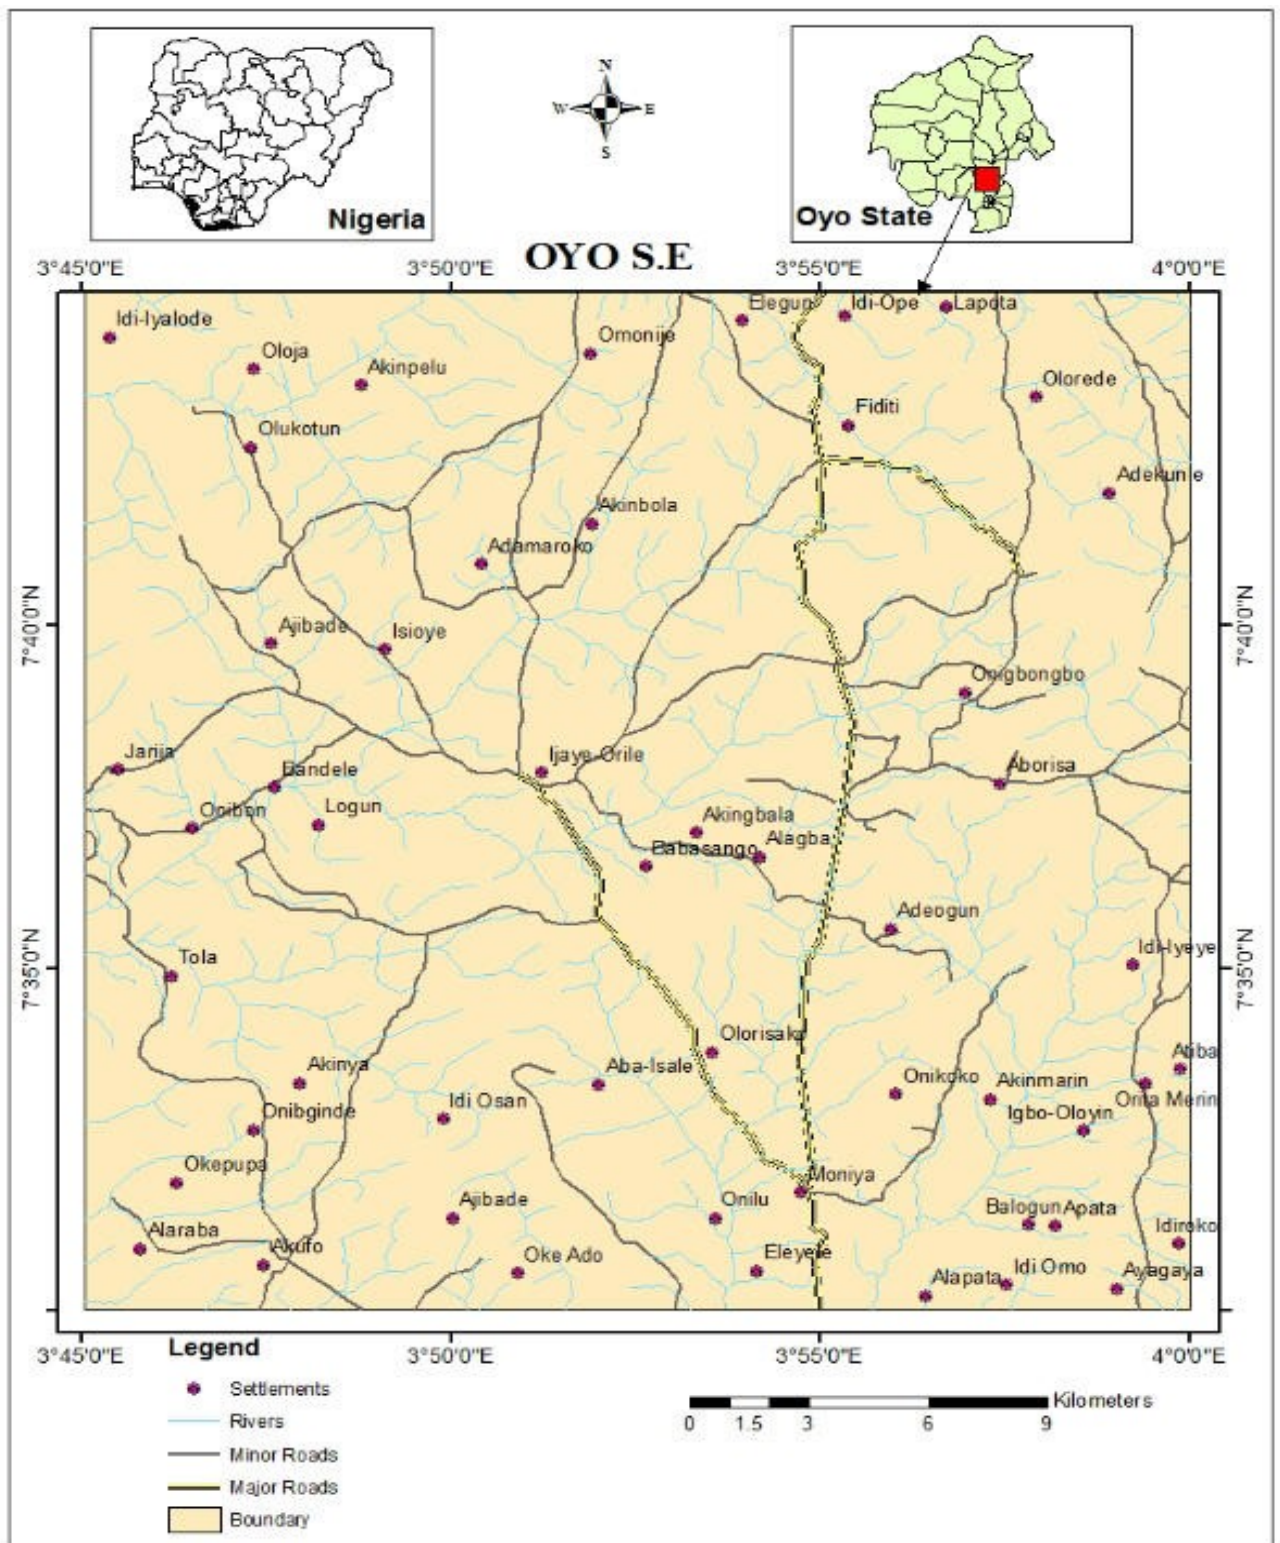 Nigeria
N
W E
S
Oyo State
OYO S.E
3°45'0"E 3°50'0"E 3°55'0"E 4°0'0"E
Idi-Iyalode
Oloja
Akinpelu
Omonije
Elegun
Idi-Ope
Lapota
Olorede
Olukotun
Fiditi
Adekunle
Akinbola
Adamaroko
7°40'0"N
7°40'0"N
Ajibade
Isioye
Onigbongbo
Jarija
Bandele
Ijaye-Orile
Aborisa
Onibon
Logun
Akingbala
Alagba
Babasango
Adeogun
Idi-Iyeye
Tola
7°35'0"N
7°35'0"N
Olorisaka
Atiba
Akinya
Aba-Isale
Onikoko
Akinmarin
Orita Merin
Idi Osan
Onibginde
Igbo-Oloyin
Okepupa
Moniya
Ajibade
Onilu
Balogun
Apata
Alaraba
Idiroko
Akufo
Oke Ado
Eleyele
Alapata
Idi Omo
Ayagaya
3°45'0"E 3°50'0"E 3°55'0"E 4°0'0"E
Legend
Settlements
Rivers
Minor Roads
Major Roads
Boundary
Kilometers
0 1.5 3 6 9